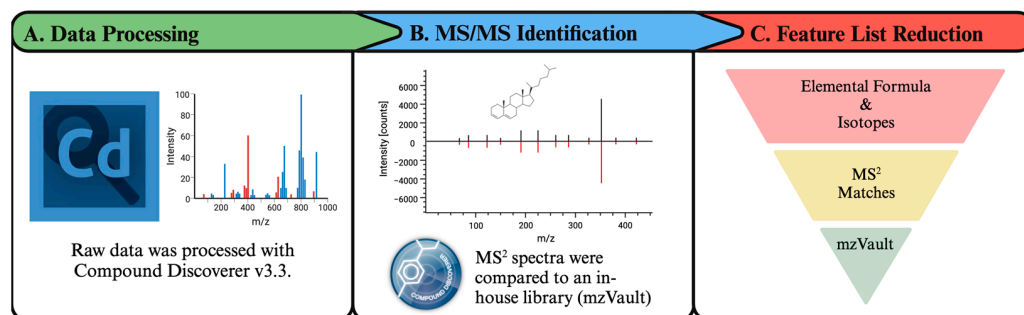 A. Data Processing
B. MS/MS Identification
C. Feature List Reduction
Cd
Intensity
100
80
60
40
20
0
200 400 600 800 1000
m/z
Raw data was processed with
Compound Discoverer v3.3.
Intensity [counts]
6000
4000
2000
0
−2000
−4000
−6000
100 200 300 400
m/z
COMPOUND DISCOVERER
MS² spectra were
compared to an in-
house library (mzVault)
Elemental Formula
&
Isotopes
MS²
Matches
mzVault